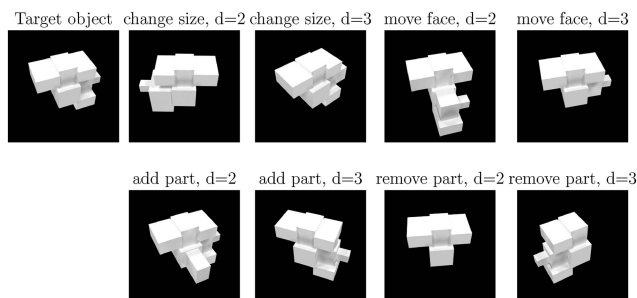 Target object change size, d=2 change size, d=3 move face, d=2 move face, d=3
add part, d=2 add part, d=3 remove part, d=2 remove part, d=3